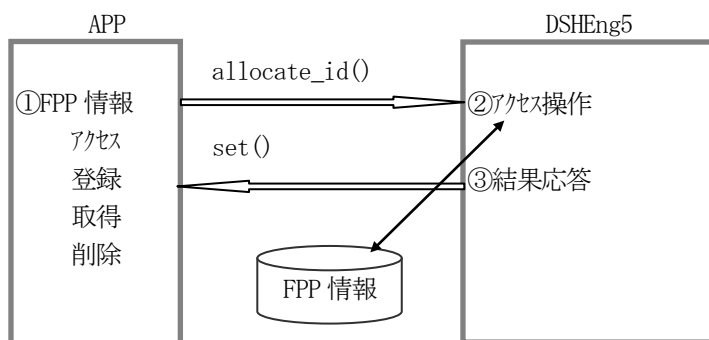 APP
DSHEng5
allocate_id()
①FPP 情報
②アクセス操作
アクセス
set()
登録
③結果応答
取得
削除
FPP 情報